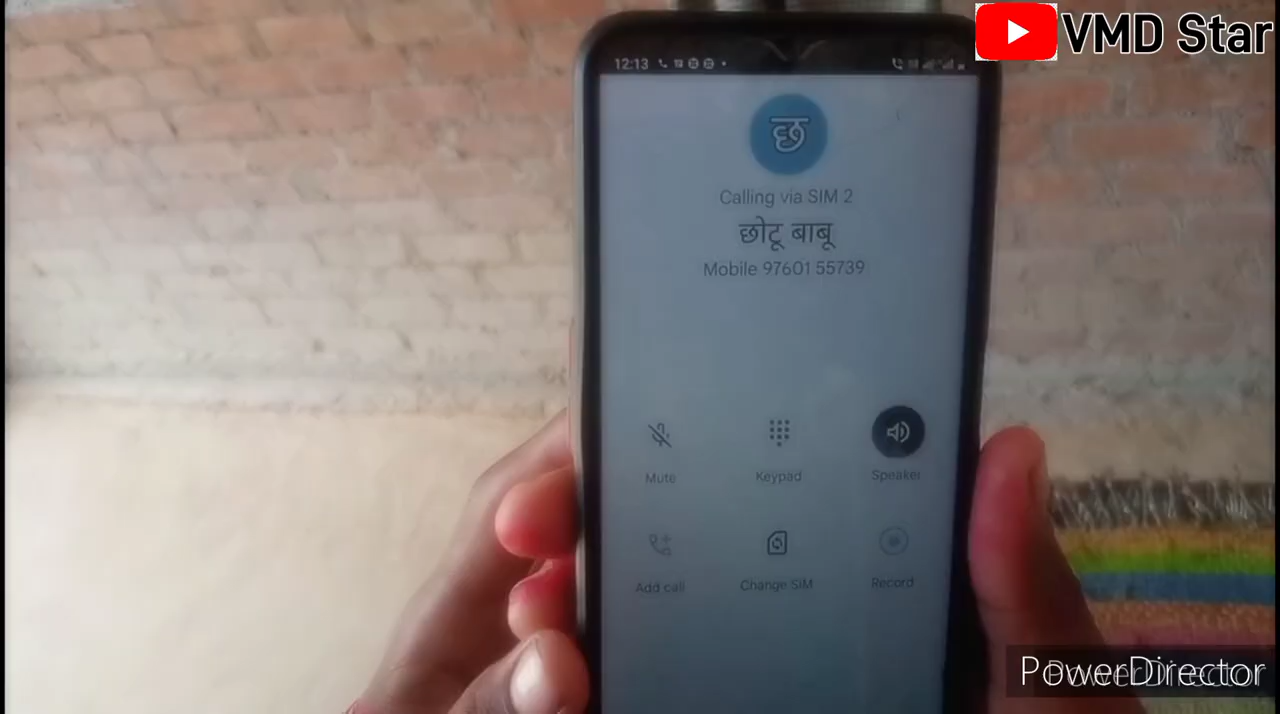 VMD Star
12:13
छ
Calling via SIM 2
छोटू बाबू
Mobile 97601 55739
Mute
Keypad
Speaker
Add call
Change SIM
Record
PowerDirector